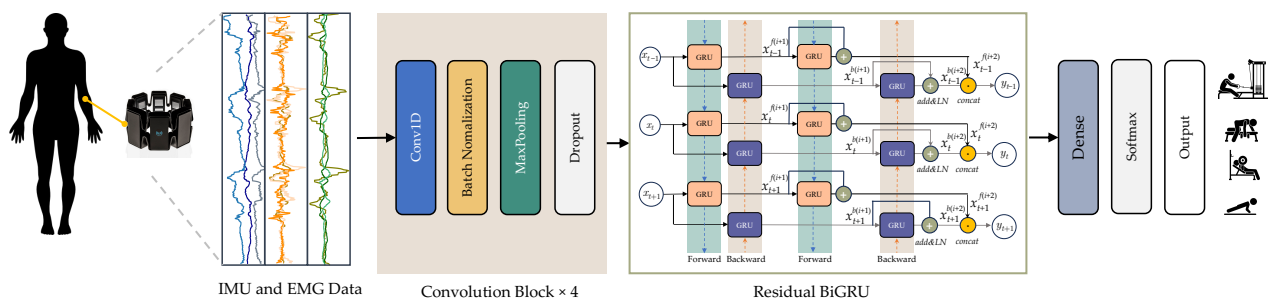 IMU and EMG Data
Conv1D
Batch Nomalization
MaxPooling
Dropout
Convolution Block × 4
x_{t-1}
GRU
x_{t-1}^{f(i+1)}
GRU
+
x_{t-1}^{f(i+2)}
GRU
x_{t-1}^{b(i+1)}
GRU
+
x_{t-1}^{b(i+2)}
y_{t-1}
add&LN
concat
x_t
GRU
x_t^{f(i+1)}
GRU
+
x_t^{f(i+2)}
GRU
x_t^{b(i+1)}
GRU
+
x_t^{b(i+2)}
y_t
add&LN
concat
x_{t+1}
GRU
x_{t+1}^{f(i+1)}
GRU
+
x_{t+1}^{f(i+2)}
GRU
x_{t+1}^{b(i+1)}
GRU
+
x_{t+1}^{b(i+2)}
y_{t+1}
add&LN
concat
Forward
Backward
Forward
Backward
Residual BiGRU
Dense
Softmax
Output